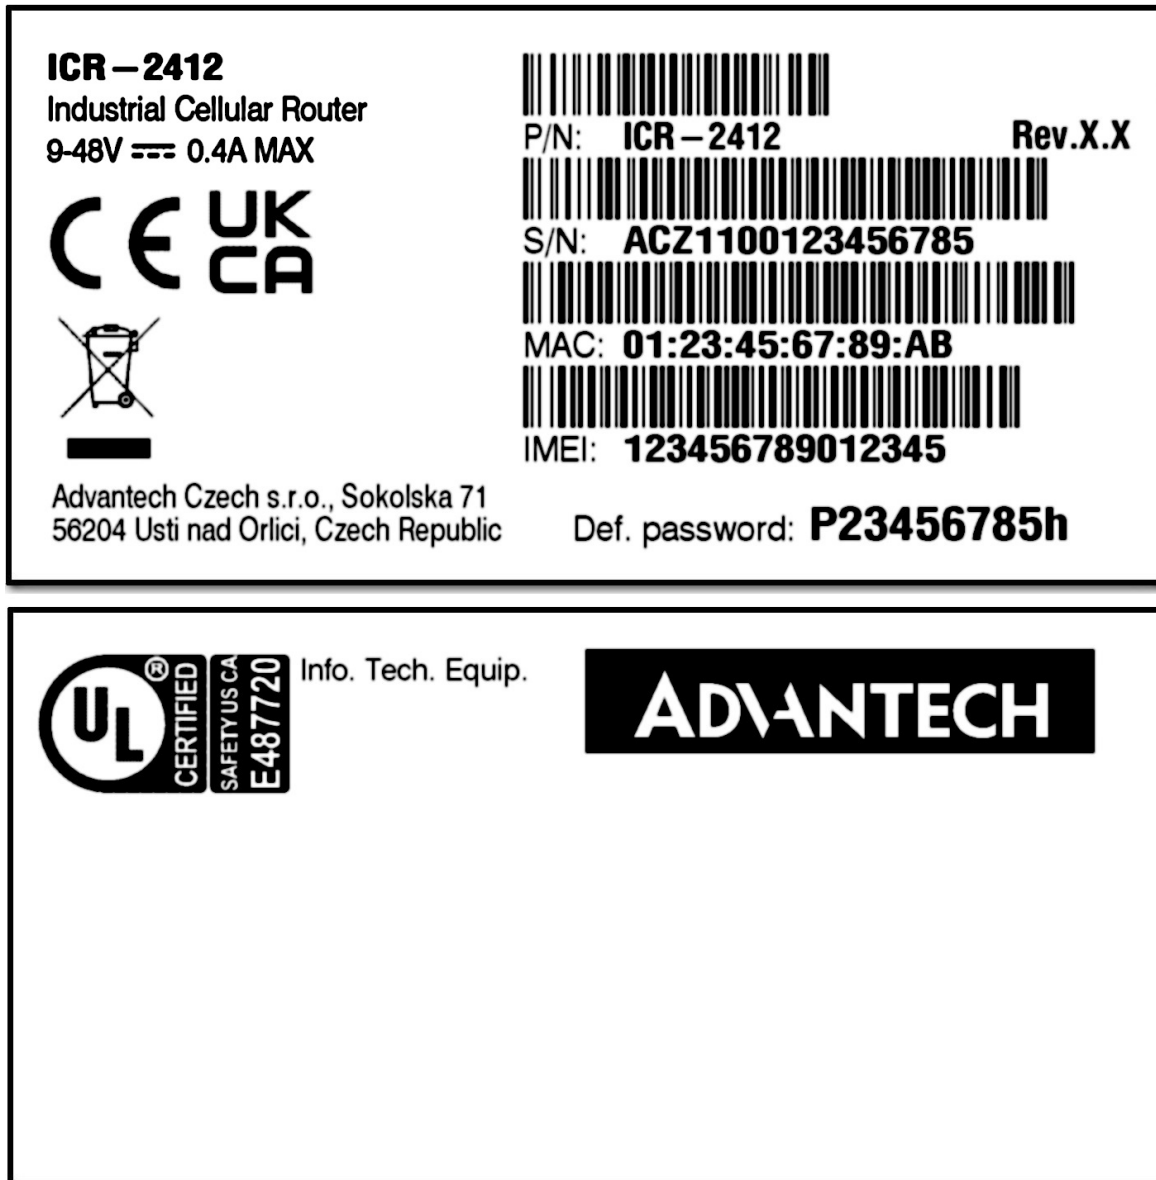 ICR-2412
Industrial Cellular Router
9-48V 0.4A MAX
CE UK
CA
Advantech Czech s.r.o., Sokolska 71
56204 Usti nad Orlici, Czech Republic
P/N: ICR-2412 Rev.X.X
S/N: ACZ1100123456785
MAC: 01:23:45:67:89:AB
IMEI: 123456789012345
Def. password: P23456785h
UL ®
CERTIFIED
SAFETY US CA
E487720
Info. Tech. Equip.
ADVANTECH